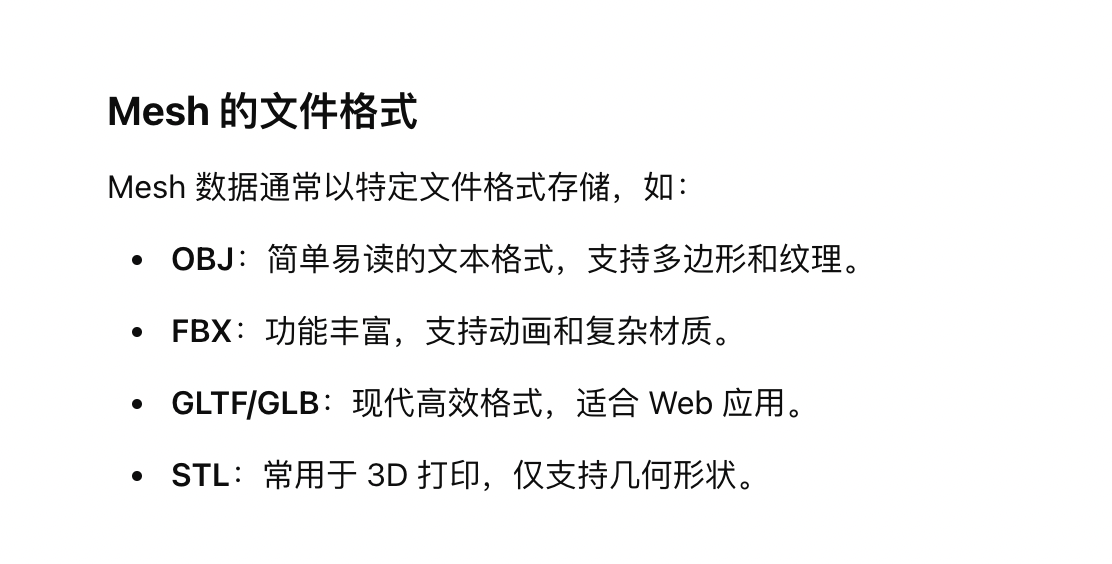 Mesh 的文件格式
Mesh 数据通常以特定文件格式存储，如：
• OBJ：简单易读的文本格式，支持多边形和纹理。
• FBX：功能丰富，支持动画和复杂材质。
• GLTF/GLB：现代高效格式，适合 Web 应用。
• STL：常用于 3D 打印，仅支持几何形状。